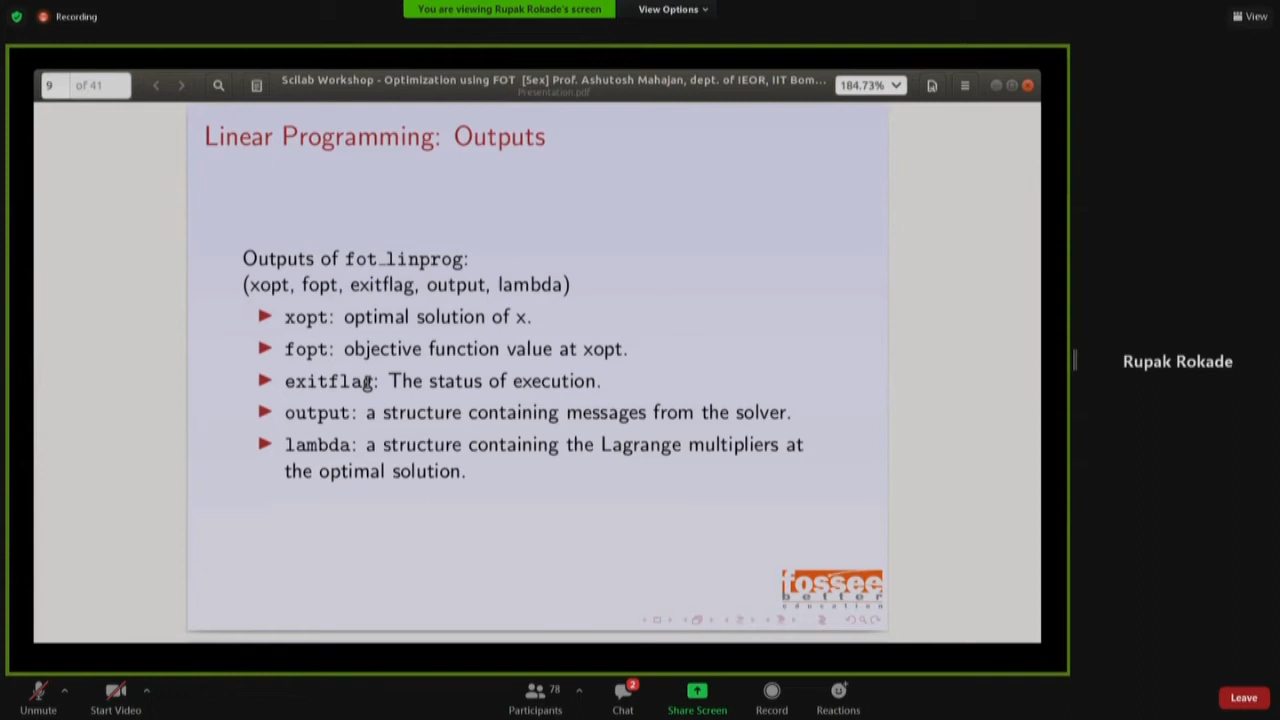 Recording
You are viewing Rupak Rokade's screen
View Options
View
9 of 41
Scilab Workshop - Optimization using FOT [Sex] Prof. Ashutosh Mahajan, dept. of IEOR, IIT Bom...
Presentation.pdf
184.73%
Linear Programming: Outputs
Outputs of fot_linprog:
(xopt, fopt, exitflag, output, lambda)
xopt: optimal solution of x.
fopt: objective function value at xopt.
exitflag: The status of execution.
output: a structure containing messages from the solver.
lambda: a structure containing the Lagrange multipliers at
the optimal solution.
fossee
better
education
Rupak Rokade
Unmute
Start Video
78
Participants
2
Chat
Share Screen
Record
Reactions
Leave